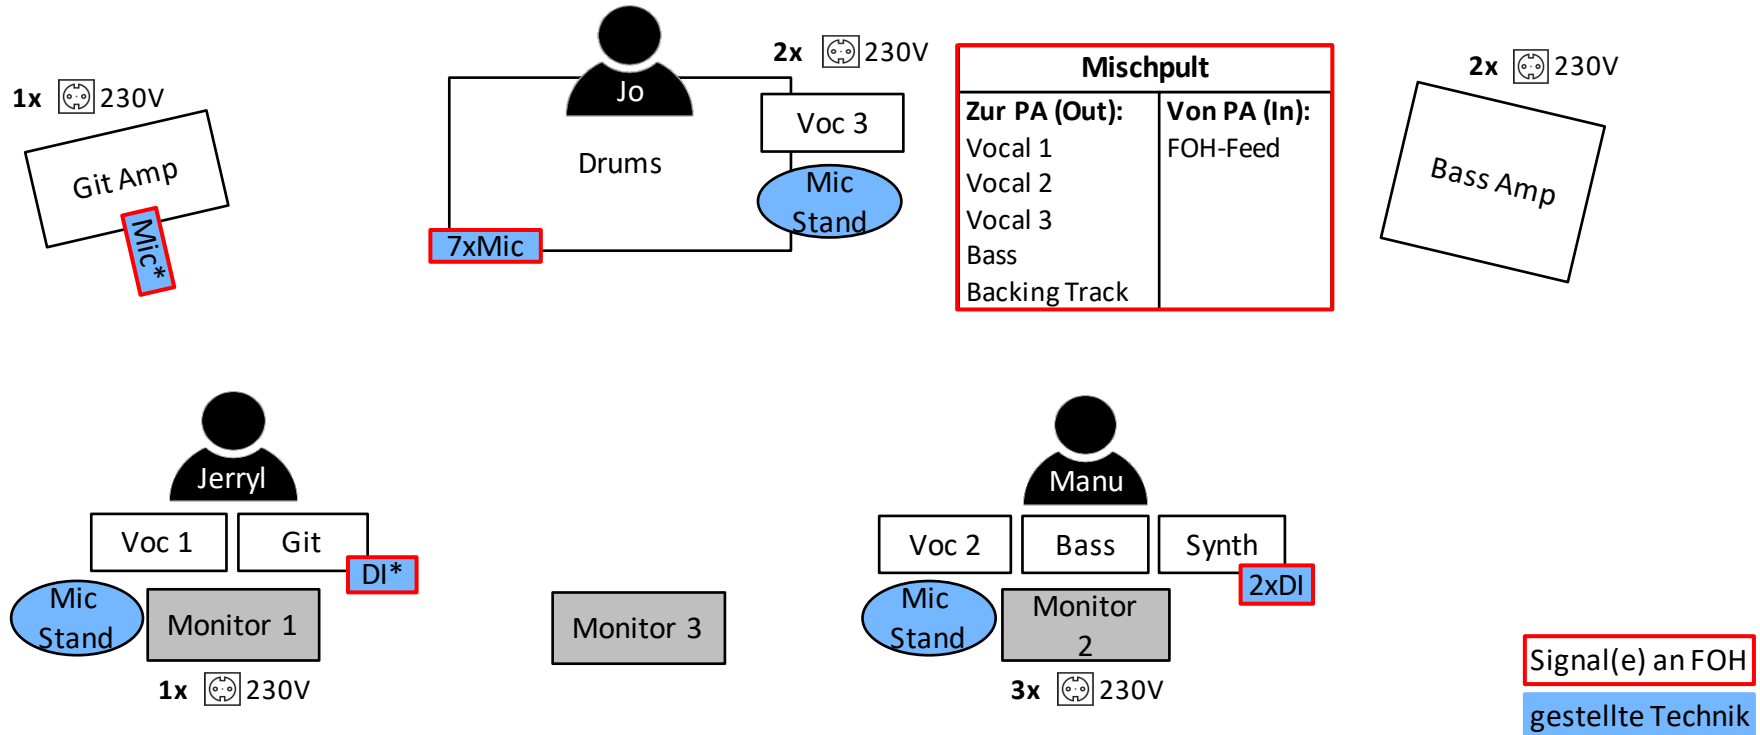 1x 230V
Git Amp
Mic*
Jo
Drums
7xMic
2x 230V
Voc 3
Mic
Stand
Mischpult
Zur PA (Out):
Vocal 1
Vocal 2
Vocal 3
Bass
Backing Track
Von PA (In):
FOH-Feed
2x 230V
Bass Amp
Jerryl
Voc 1
Git
DI*
Mic
Stand
Monitor 1
1x 230V
Monitor 3
Manu
Voc 2
Bass
Synth
2xDI
Mic
Stand
Monitor
2
3x 230V
Signal(e) an FOH
gestellte Technik